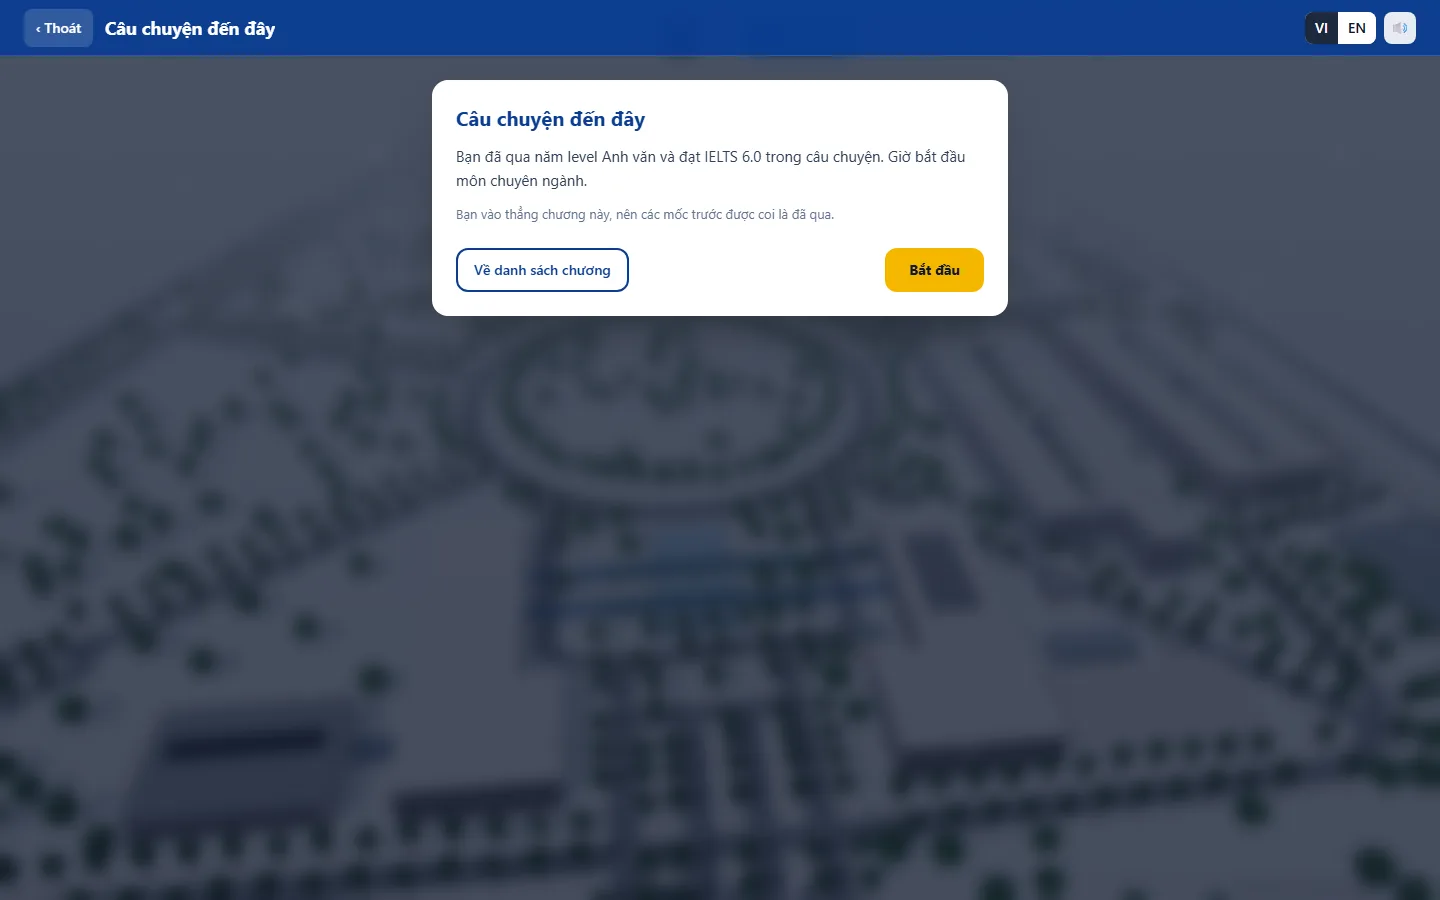 ‹ Thoát
Câu chuyện đến đây
VI
EN
Câu chuyện đến đây
Bạn đã qua năm level Anh văn và đạt IELTS 6.0 trong câu chuyện. Giờ bắt đầu
môn chuyên ngành.
Bạn vào thẳng chương này, nên các mốc trước được coi là đã qua.
Về danh sách chương
Bắt đầu